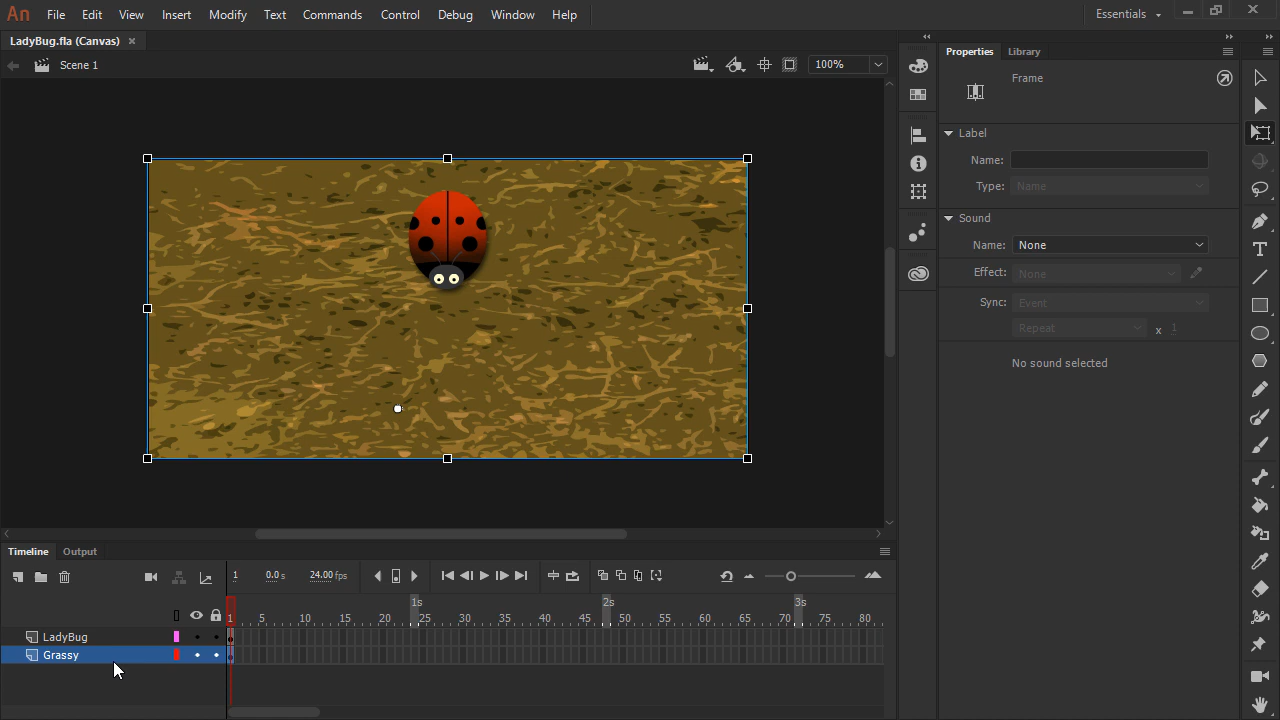 An File Edit View Insert Modify Text Commands Control Debug Window Help Essentials
LadyBug.fla (Canvas) ×
Scene 1 100%
Properties Library
Frame
Label
Name:
Type: Name
Sound
Name: None
Effect: None
Sync: Event
Repeat x 1
No sound selected
Timeline Output
1 0.0 s 24.00 fps
1s 2s 3s
1 5 10 15 20 25 30 35 40 45 50 55 60 65 70 75 80
LadyBug
Grassy